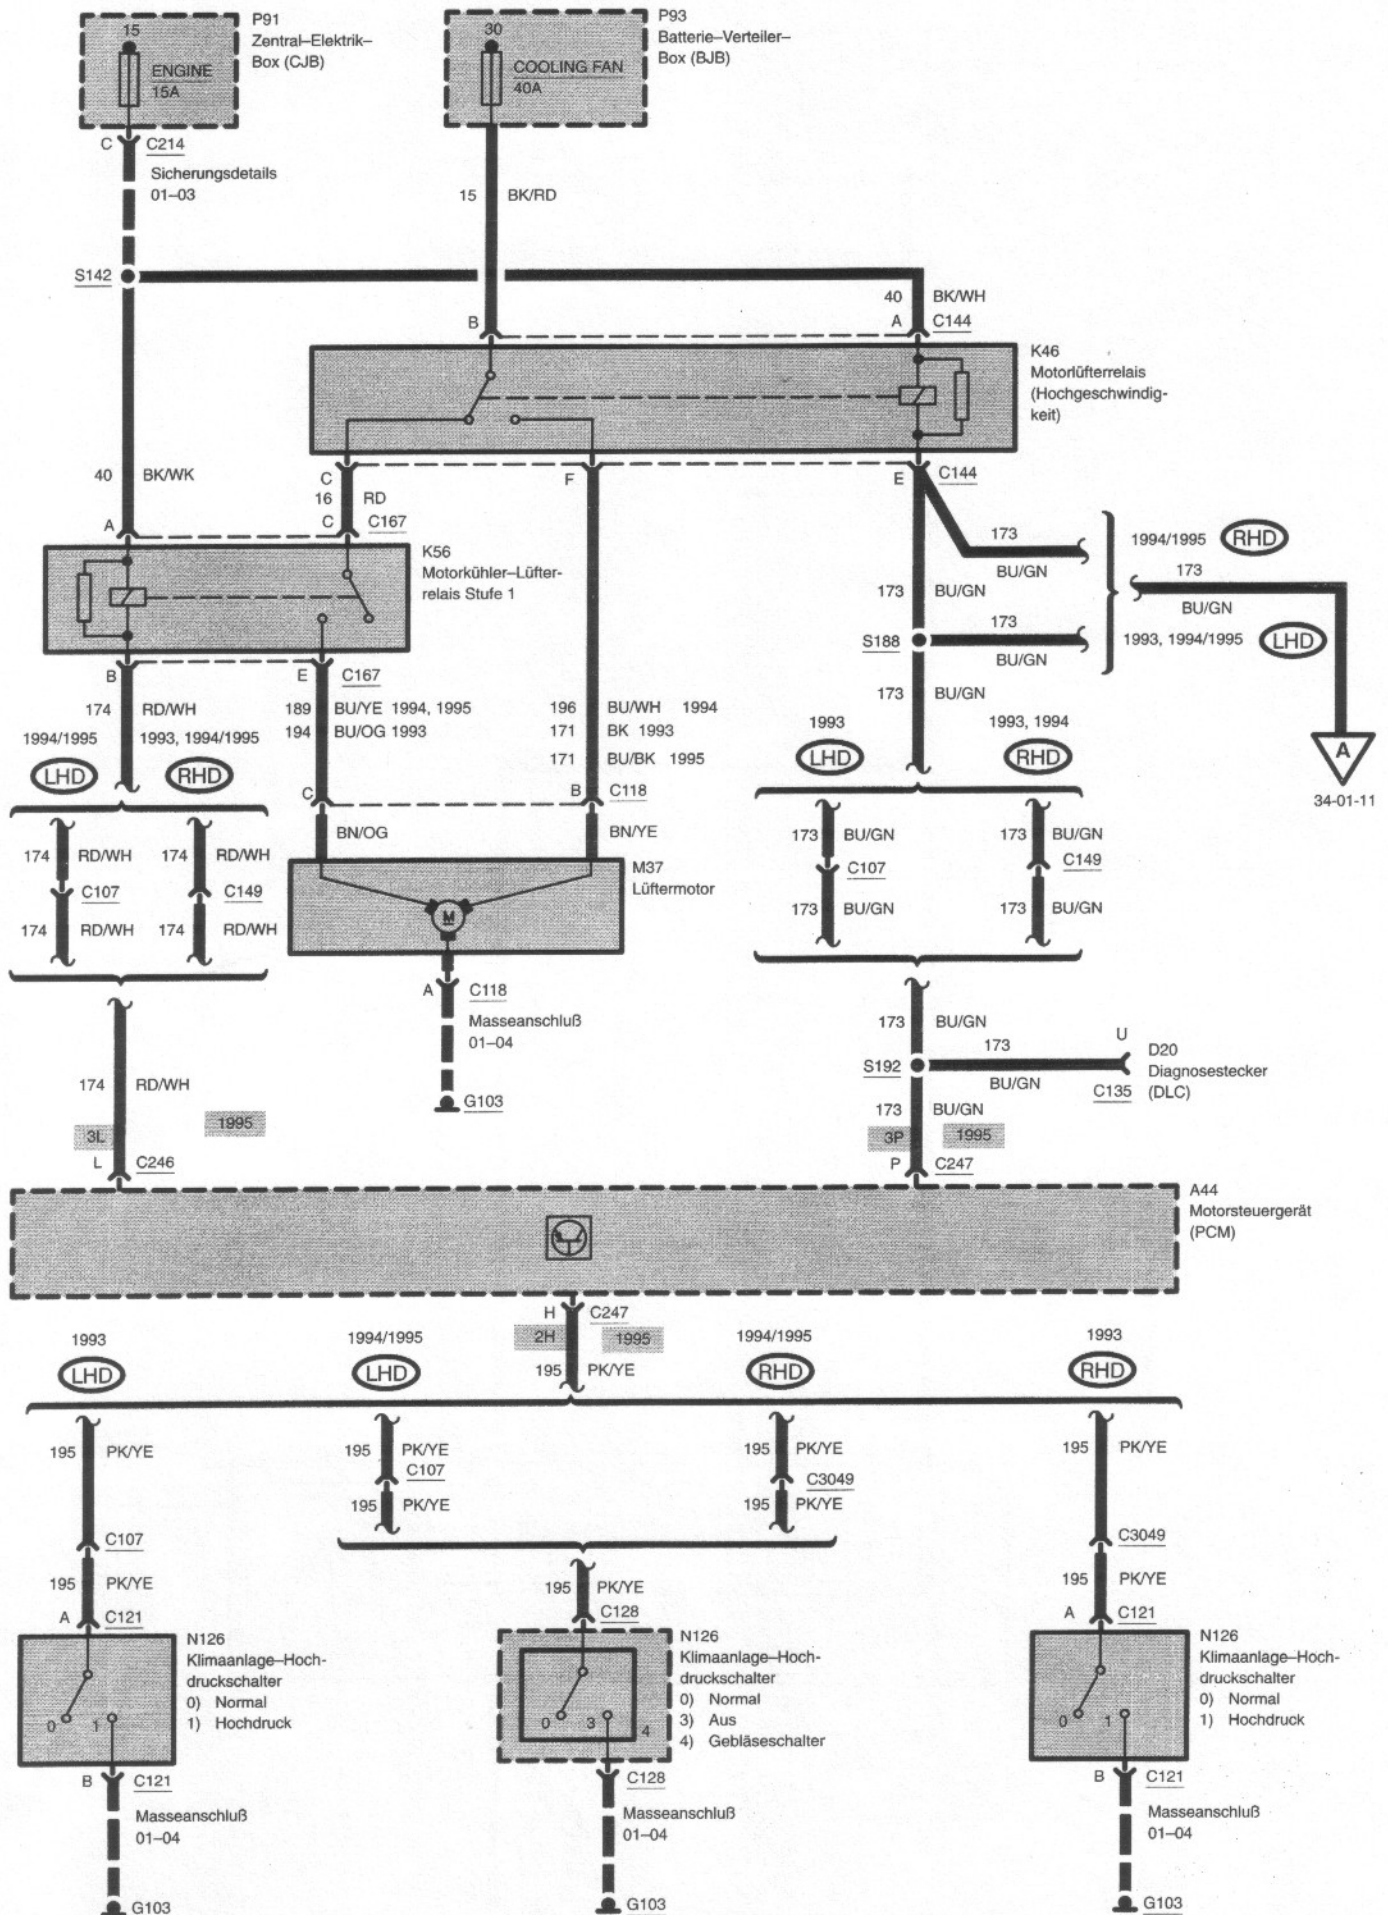 P91
Zentral–Elektrik–
Box (CJB)
15
ENGINE
15A
P93
Batterie–Verteiler–
Box (BJB)
30
COOLING FAN
40A
C C214
Sicherungsdetails
01–03
15 BK/RD
S142
40 BK/WH
B
A C144
K46
Motorlüfterrelais
(Hochgeschwindig-
keit)
40 BK/WK
C
F
E C144
16 RD
A
C C167
K56
Motorkühler–Lüfter-
relais Stufe 1
173
BU/GN
1994/1995 RHD
173
BU/GN
173 BU/GN
S188
173
BU/GN
1993, 1994/1995 LHD
B
E C167
173 BU/GN
174 RD/WH
189 BU/YE 1994, 1995
194 BU/OG 1993
196 BU/WH 1994
171 BK 1993
171 BU/BK 1995
1994/1995
LHD
1993, 1994/1995
RHD
1993
LHD
1993, 1994
RHD
A
34-01-11
C
B C118
BN/OG
BN/YE
174 RD/WH
174 RD/WH
C107
C149
174 RD/WH
174 RD/WH
M37
Lüftermotor
M
173 BU/GN
173 BU/GN
C107
C149
173 BU/GN
173 BU/GN
A C118
Masseanschluß
01–04
G103
173 BU/GN
S192
173
BU/GN
U
C135
D20
Diagnosestecker
(DLC)
174 RD/WH
3L
1995
L C246
173 BU/GN
3P
1995
P C247
A44
Motorsteuergerät
(PCM)
H C247
2H
1995
195 PK/YE
1993
LHD
1994/1995
LHD
1994/1995
RHD
1993
RHD
195 PK/YE
195 PK/YE
195 PK/YE
195 PK/YE
C107
C3049
195 PK/YE
195 PK/YE
C107
C3049
195 PK/YE
195 PK/YE
195 PK/YE
A C121
C128
A C121
N126
Klimaanlage–Hoch-
druckschalter
0) Normal
1) Hochdruck
0
1
N126
Klimaanlage–Hoch-
druckschalter
0) Normal
3) Aus
4) Gebläseschalter
0
3
4
N126
Klimaanlage–Hoch-
druckschalter
0) Normal
1) Hochdruck
0
1
B C121
Masseanschluß
01–04
G103
C128
Masseanschluß
01–04
G103
B C121
Masseanschluß
01–04
G103